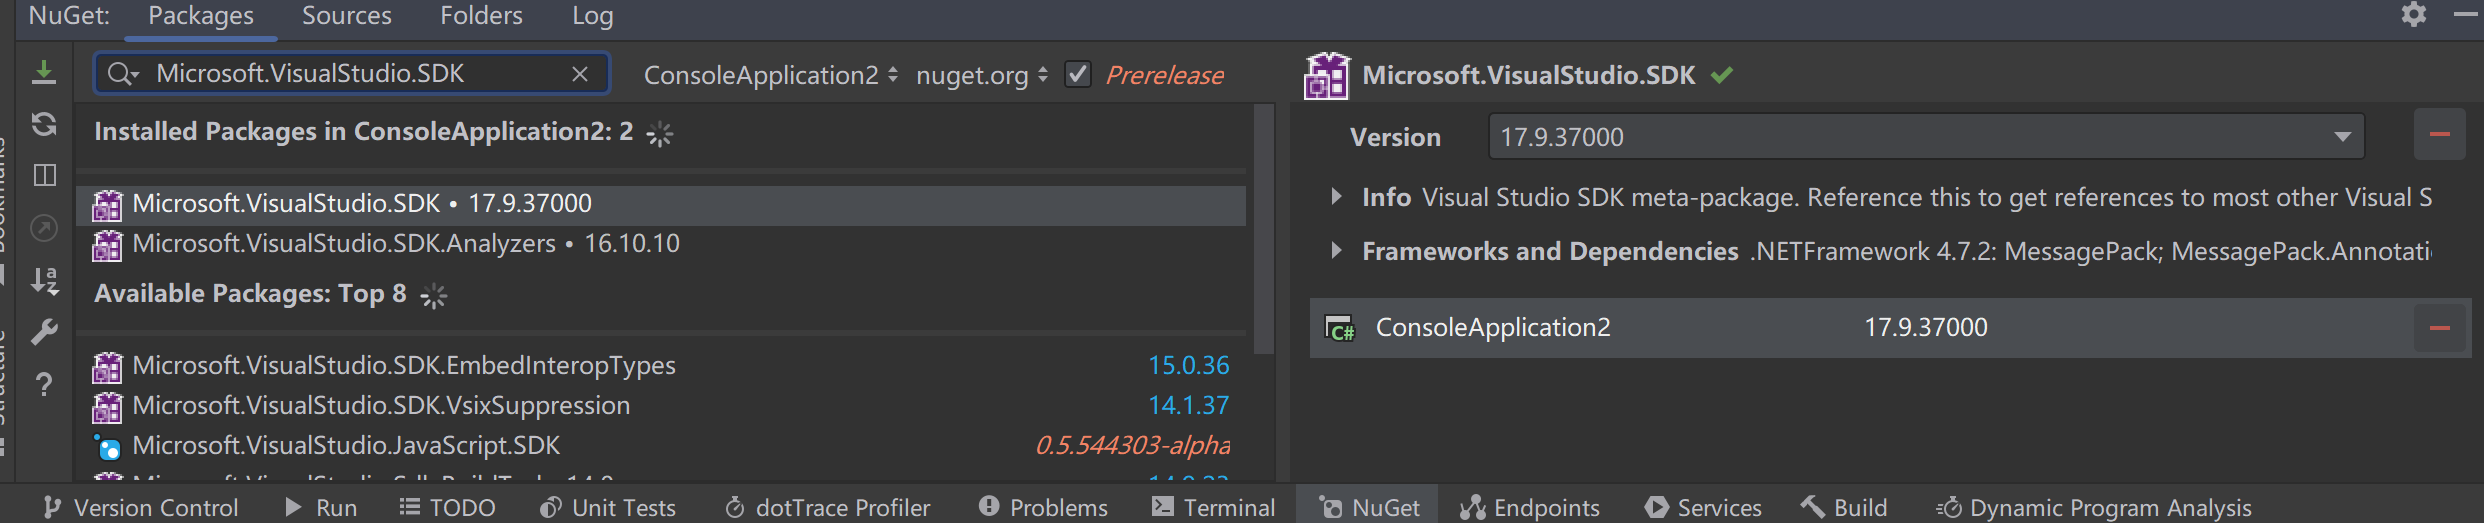 NuGet: Packages Sources Folders Log
Microsoft.VisualStudio.SDK ConsoleApplication2 nuget.org Prerelease
Installed Packages in ConsoleApplication2: 2
Microsoft.VisualStudio.SDK • 17.9.37000
Microsoft.VisualStudio.SDK.Analyzers • 16.10.10
Available Packages: Top 8
Microsoft.VisualStudio.SDK.EmbedInteropTypes 15.0.36
Microsoft.VisualStudio.SDK.VsixSuppression 14.1.37
Microsoft.VisualStudio.JavaScript.SDK 0.5.544303-alpha
Microsoft.VisualStudio.SDK
Version 17.9.37000
Info Visual Studio SDK meta-package. Reference this to get references to most other Visual S
Frameworks and Dependencies .NETFramework 4.7.2: MessagePack; MessagePack.Annotati
ConsoleApplication2 17.9.37000
Version Control Run TODO Unit Tests dotTrace Profiler Problems Terminal NuGet Endpoints Services Build Dynamic Program Analysis